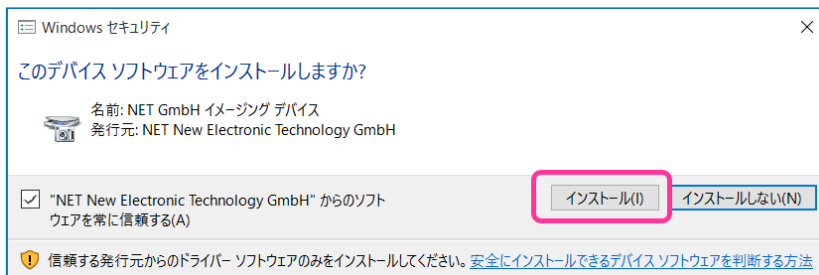 Windows セキュリティ
このデバイス ソフトウェアをインストールしますか?
名前: NET GmbH イメージング デバイス
発行元: NET New Electronic Technology GmbH
"NET New Electronic Technology GmbH" からのソフト
ウェアを常に信頼する(A)
インストール(I)
インストールしない(N)
信頼する発行元からのドライバー ソフトウェアのみをインストールしてください。安全にインストールできるデバイス ソフトウェアを判断する方法